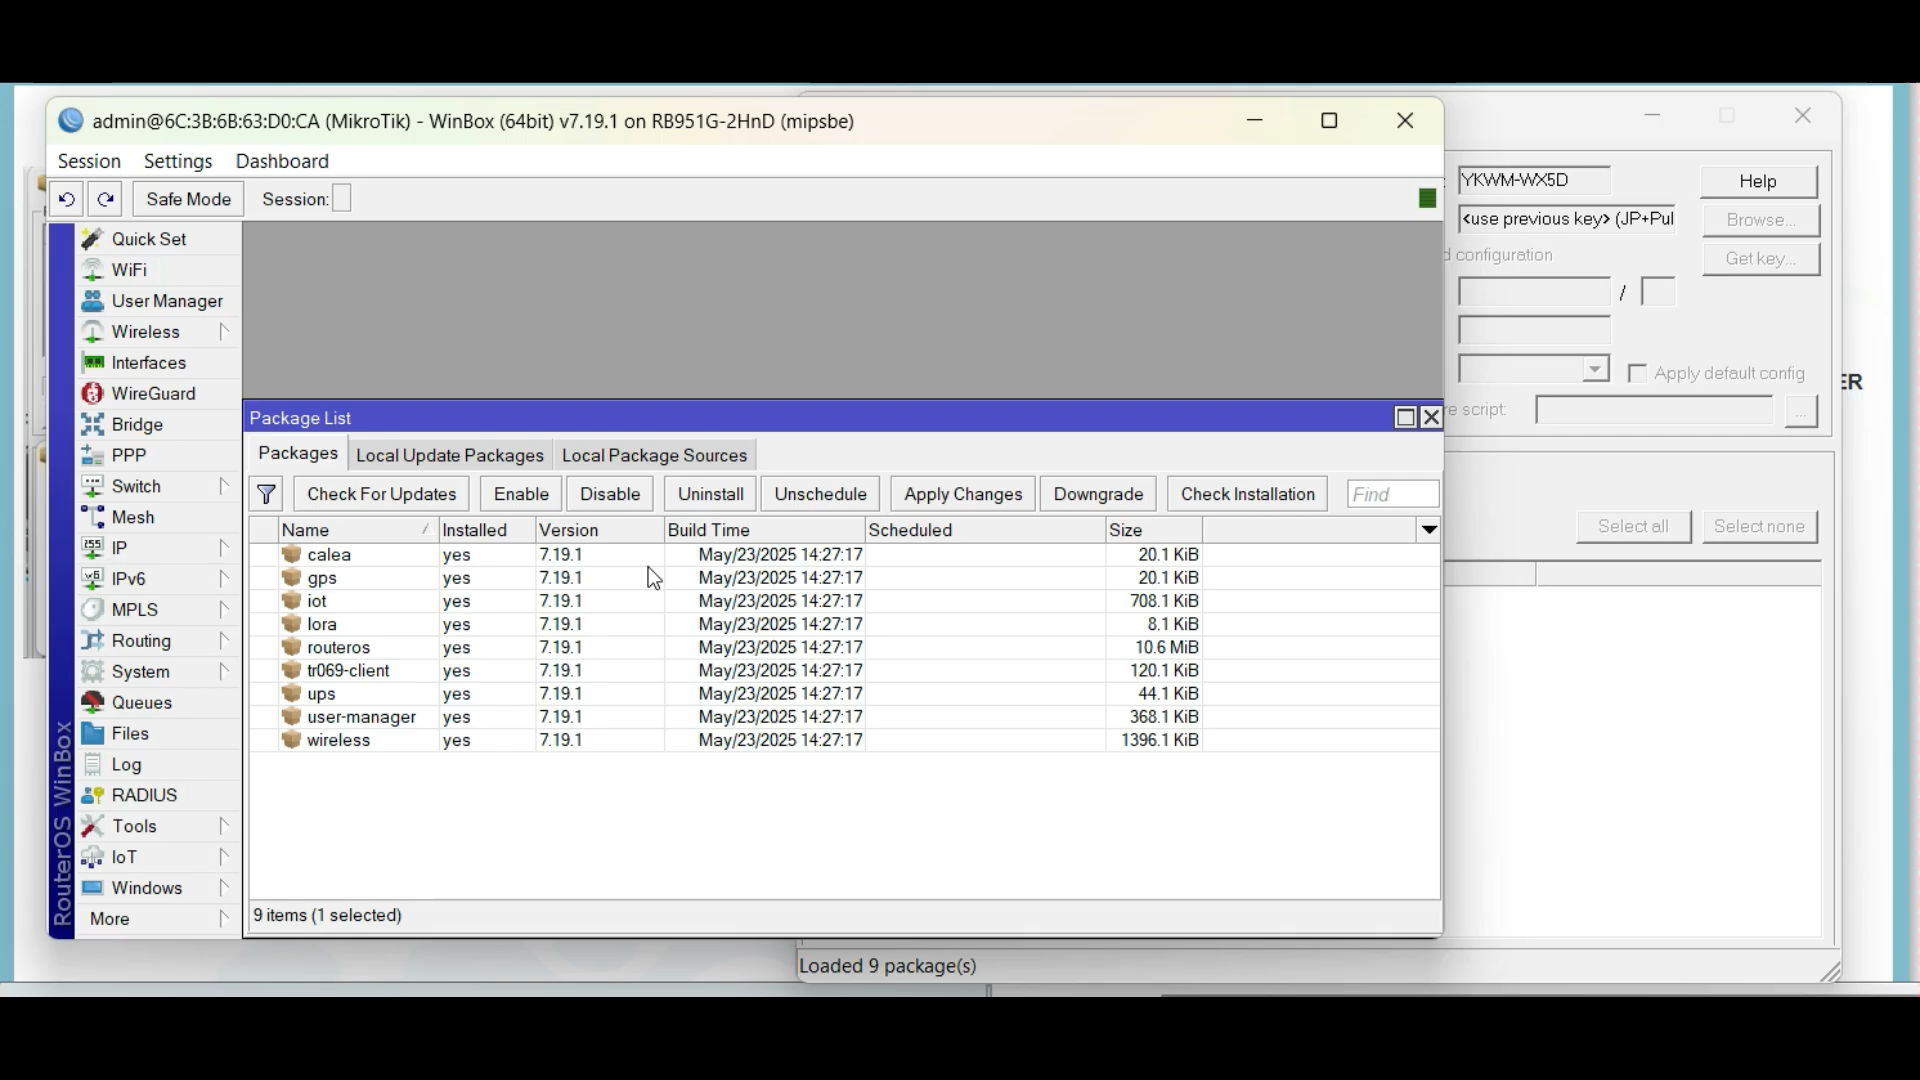 admin@6C:3B:6B:63:D0:CA (MikroTik) - WinBox (64bit) v7.19.1 on RB951G-2HnD (mipsbe)
Session Settings Dashboard
Safe Mode Session:
Quick Set
WiFi
User Manager
Wireless
Interfaces
WireGuard
Bridge
PPP
Switch
Mesh
IP
IPv6
MPLS
Routing
System
Queues
Files
Log
RADIUS
Tools
IoT
Windows
More
RouterOS WinBox
Package List
Packages Local Update Packages Local Package Sources
Check For Updates Enable Disable Uninstall Unschedule Apply Changes Downgrade Check Installation Find
Name Installed Version Build Time Scheduled Size
calea yes 7.19.1 May/23/2025 14:27:17 20.1 KiB
gps yes 7.19.1 May/23/2025 14:27:17 20.1 KiB
iot yes 7.19.1 May/23/2025 14:27:17 708.1 KiB
lora yes 7.19.1 May/23/2025 14:27:17 8.1 KiB
routeros yes 7.19.1 May/23/2025 14:27:17 10.6 MiB
tr069-client yes 7.19.1 May/23/2025 14:27:17 120.1 KiB
ups yes 7.19.1 May/23/2025 14:27:17 44.1 KiB
user-manager yes 7.19.1 May/23/2025 14:27:17 368.1 KiB
wireless yes 7.19.1 May/23/2025 14:27:17 1396.1 KiB
9 items (1 selected)
YKWM-WX5D Help
<use previous key> (JP+Pul Browse...
d configuration Get key...
/
Apply default config
re script: ...
ER
Select all Select none
Loaded 9 package(s)